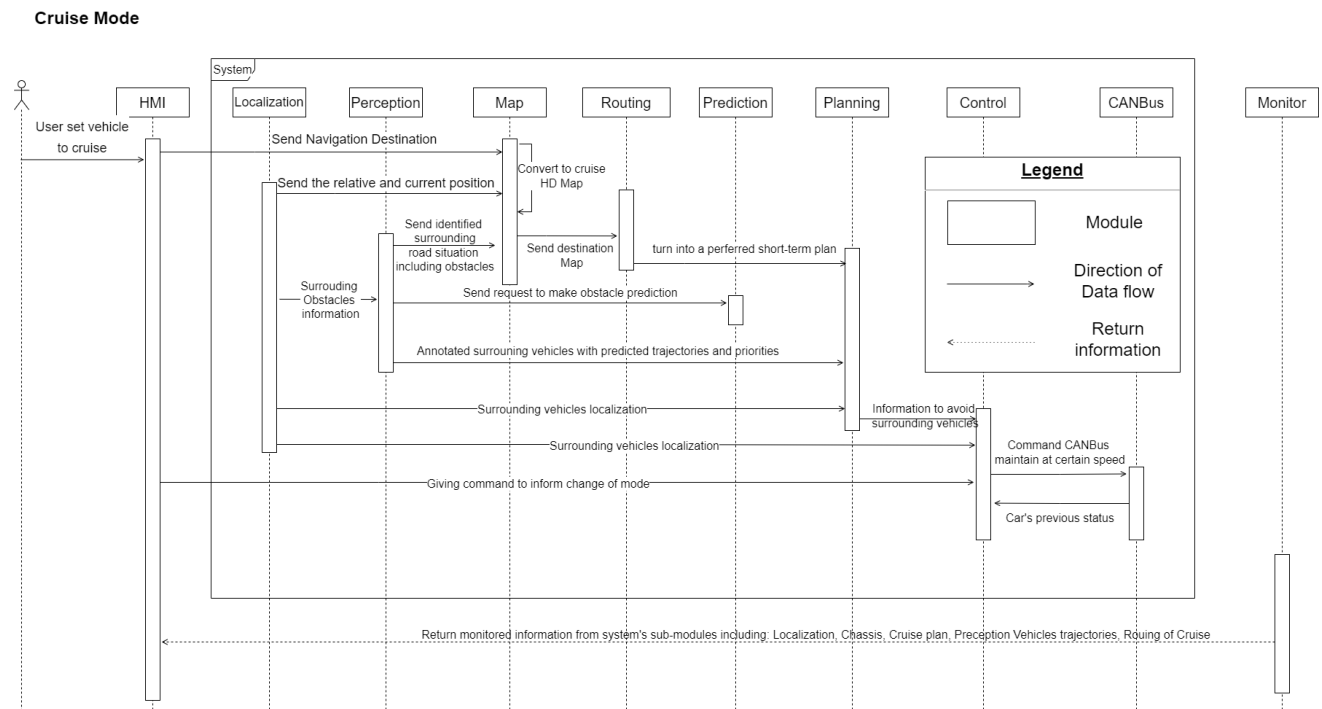 Cruise Mode
System
HMI
Localization
Perception
Map
Routing
Prediction
Planning
Control
CANBus
Monitor
User set vehicle
to cruise
Send Navigation Destination
Convert to cruise
HD Map
Legend
Module
Direction of
Data flow
Return
information
Send the relative and current position
Send identified
surrounding
road situation
including obstacles
Send destination
Map
turn into a perferred short-term plan
Surrouding
Obstacles
information
Send request to make obstacle prediction
Annotated surrouning vehicles with predicted trajectories and priorities
Surrounding vehicles localization
Information to avoid
surrounding vehicles
Surrounding vehicles localization
Command CANBus
maintain at certain speed
Giving command to inform change of mode
Car's previous status
Return monitored information from system's sub-modules including: Localization, Chassis, Cruise plan, Preception Vehicles trajectories, Rouing of Cruise